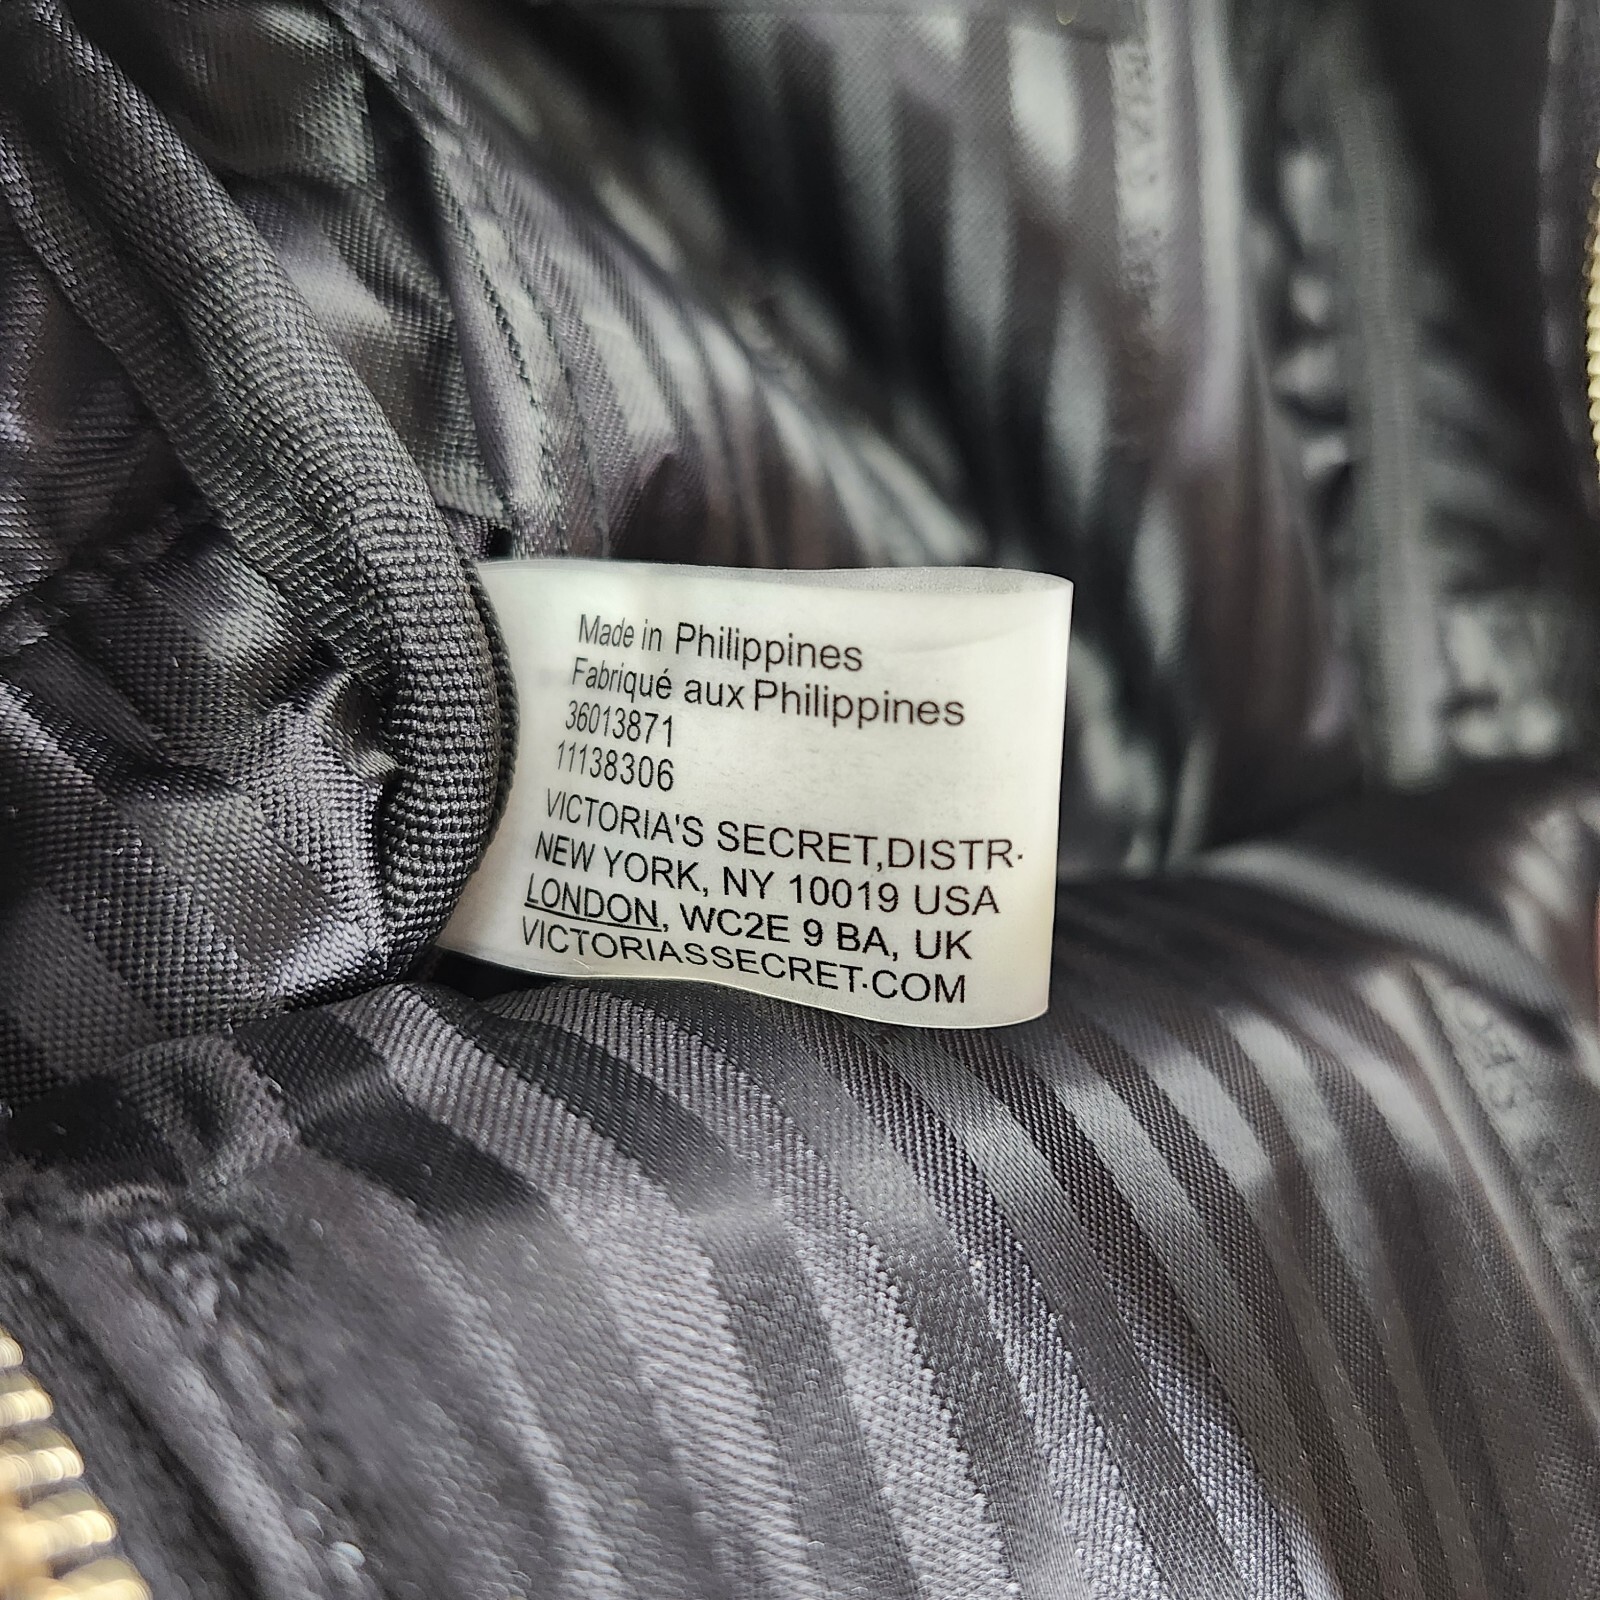 Made in Philippines
Fabriqué aux Philippines
36013871
11138306
VICTORIA'S SECRET,DISTR.
NEW YORK, NY 10019 USA
LONDON, WC2E 9 BA, UK
VICTORIASSECRET.COM